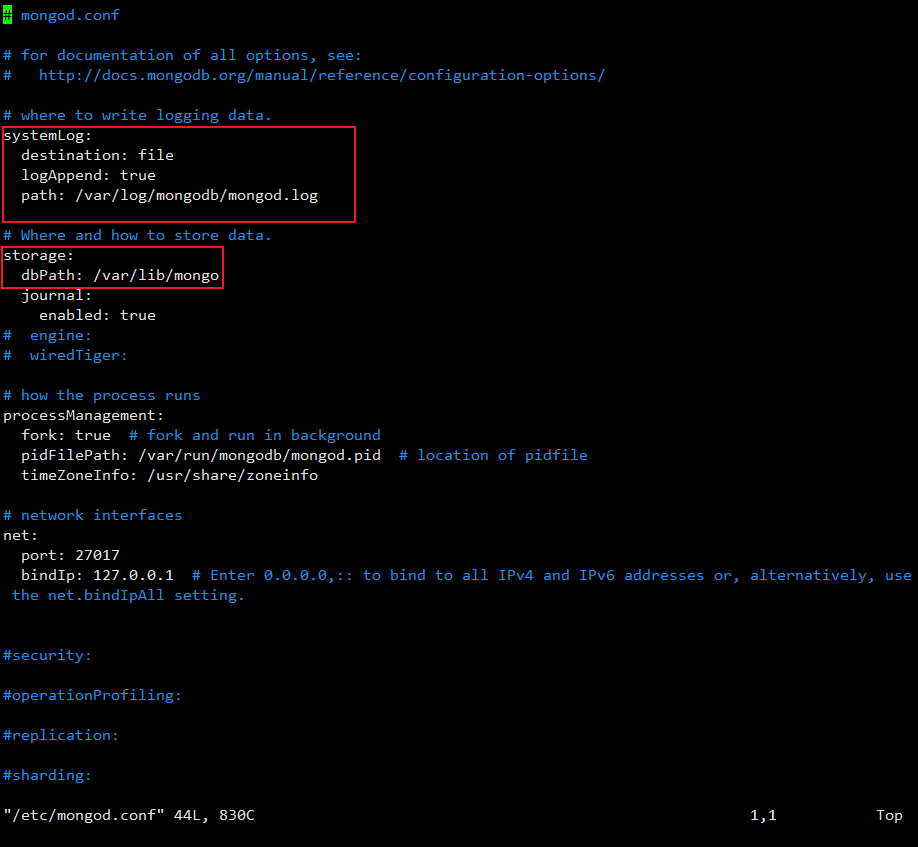 # mongod.conf
# for documentation of all options, see:
#   http://docs.mongodb.org/manual/reference/configuration-options/
# where to write logging data.
systemLog:
  destination: file
  logAppend: true
  path: /var/log/mongodb/mongod.log
# Where and how to store data.
storage:
  dbPath: /var/lib/mongo
  journal:
    enabled: true
#  engine:
#  wiredTiger:
# how the process runs
processManagement:
  fork: true  # fork and run in background
  pidFilePath: /var/run/mongodb/mongod.pid  # location of pidfile
  timeZoneInfo: /usr/share/zoneinfo
# network interfaces
net:
  port: 27017
  bindIp: 127.0.0.1  # Enter 0.0.0.0,:: to bind to all IPv4 and IPv6 addresses or, alternatively, use
 the net.bindIpAll setting.
#security:
#operationProfiling:
#replication:
#sharding:
"/etc/mongod.conf" 44L, 830C 1,1 Top